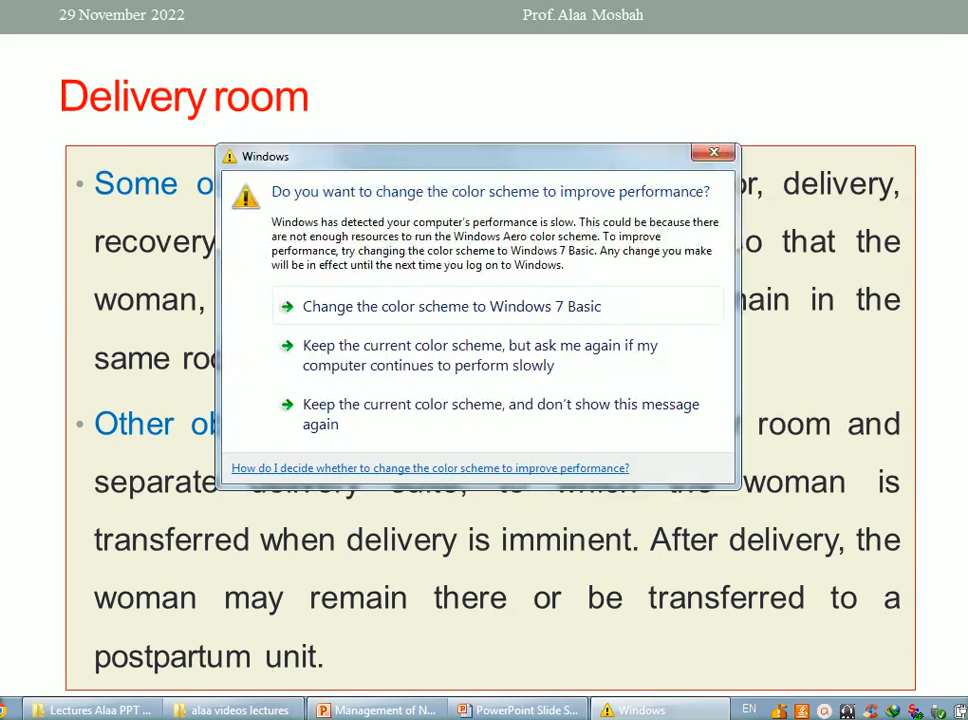 29 November 2022
Prof. Alaa Mosbah
Delivery room
Windows
• Some
delivery,
Do you want to change the color scheme to improve performance?
Windows has detected your computer's performance is slow. This could be because there
are not enough resources to run the Windows Aero color scheme. To improve
performance, try changing the color scheme to Windows 7 Basic. Any change you make
will be in effect until the next time you log on to Windows.
recovery
that the
Change the color scheme to Windows 7 Basic
woman,
in the
Keep the current color scheme, but ask me again if my
computer continues to perform slowly
same
Keep the current color scheme, and don't show this message
again
• Other
room and
How do I decide whether to change the color scheme to improve performance?
separate delivery suite, to which the woman is
transferred when delivery is imminent. After delivery, the
woman may remain there or be transferred to a
postpartum unit.
Lectures Alaa PPT ...
alaa videos lectures
Management of N...
PowerPoint Slide S...
Windows
EN